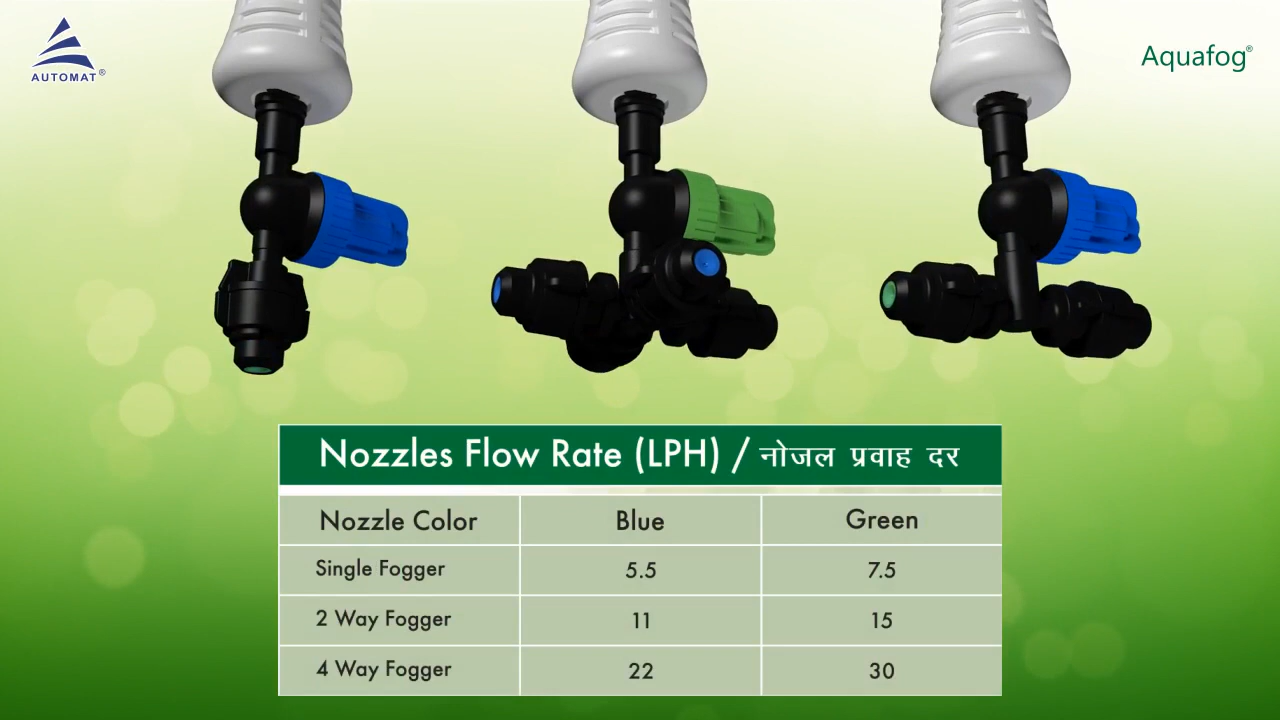 AUTOMAT®
Aquafog®
Nozzles Flow Rate (LPH) / नोजल प्रवाह दर
Nozzle Color Blue Green
Single Fogger 5.5 7.5
2 Way Fogger 11 15
4 Way Fogger 22 30